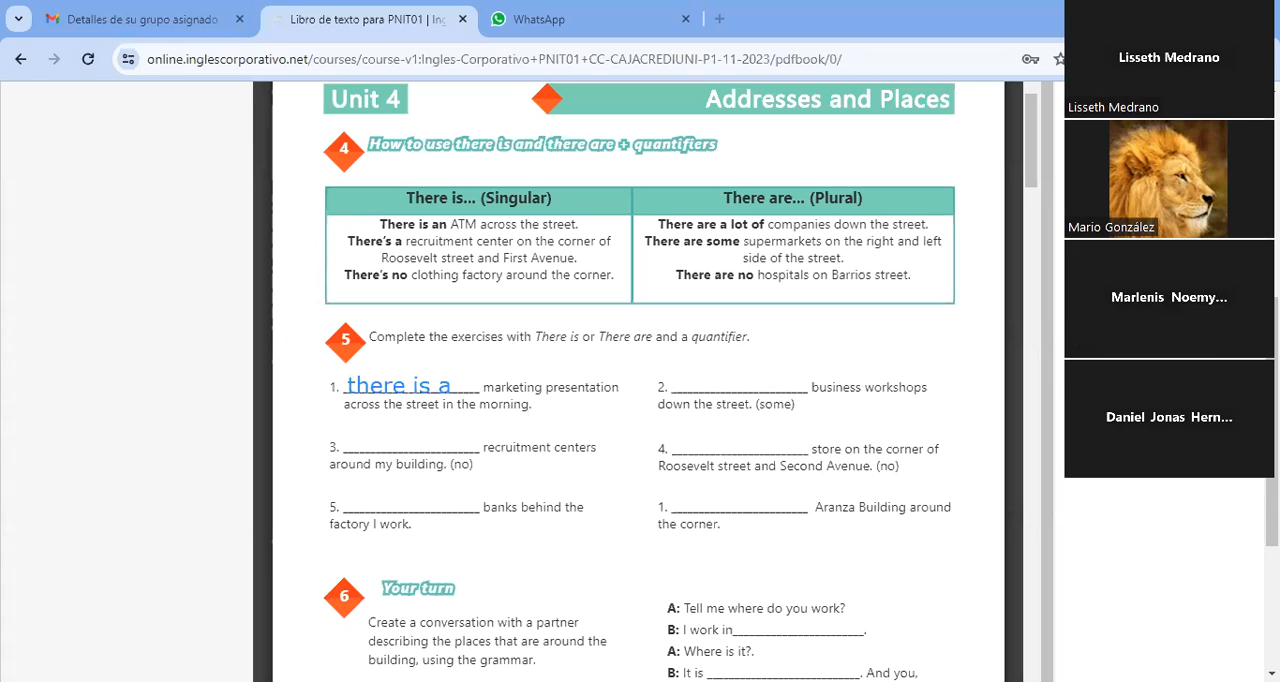 Detalles de su grupo asignado
Libro de texto para PNIT01 | Ing
WhatsApp
online.inglescorporativo.net/courses/course-v1:Ingles-Corporativo+PNIT01+CC-CAJACREDIUNI-P1-11-2023/pdfbook/0/
Unit 4
Addresses and Places
4 How to use there is and there are + quantifiers
There is... (Singular)
There is an ATM across the street.
There's a recruitment center on the corner of
Roosevelt street and First Avenue.
There's no clothing factory around the corner.
There are... (Plural)
There are a lot of companies down the street.
There are some supermarkets on the right and left
side of the street.
There are no hospitals on Barrios street.
5 Complete the exercises with There is or There are and a quantifier.
1. there is a marketing presentation
across the street in the morning.
2. ________________________ business workshops
down the street. (some)
3. ________________________ recruitment centers
around my building. (no)
4. ________________________ store on the corner of
Roosevelt street and Second Avenue. (no)
5. ________________________ banks behind the
factory I work.
1. ________________________ Aranza Building around
the corner.
6 Your turn
Create a conversation with a partner
describing the places that are around the
building, using the grammar.
A: Tell me where do you work?
B: I work in_______________________.
A: Where is it?.
B: It is ___________________________. And you,
Lisseth Medrano
Lisseth Medrano
Mario González
Marlenis Noemy...
Daniel Jonas Hern...